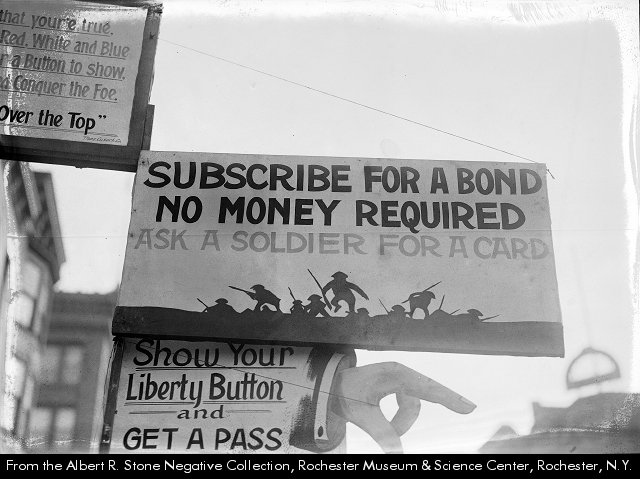 that you're true.
Red, White and Blue
r a Button to show.
d Conquer the Foe.
Over the Top"
SUBSCRIBE FOR A BOND
NO MONEY REQUIRED
ASK A SOLDIER FOR A CARD
Show Your
Liberty Button
and
GET A PASS
From the Albert R. Stone Negative Collection, Rochester Museum & Science Center, Rochester, N.Y.